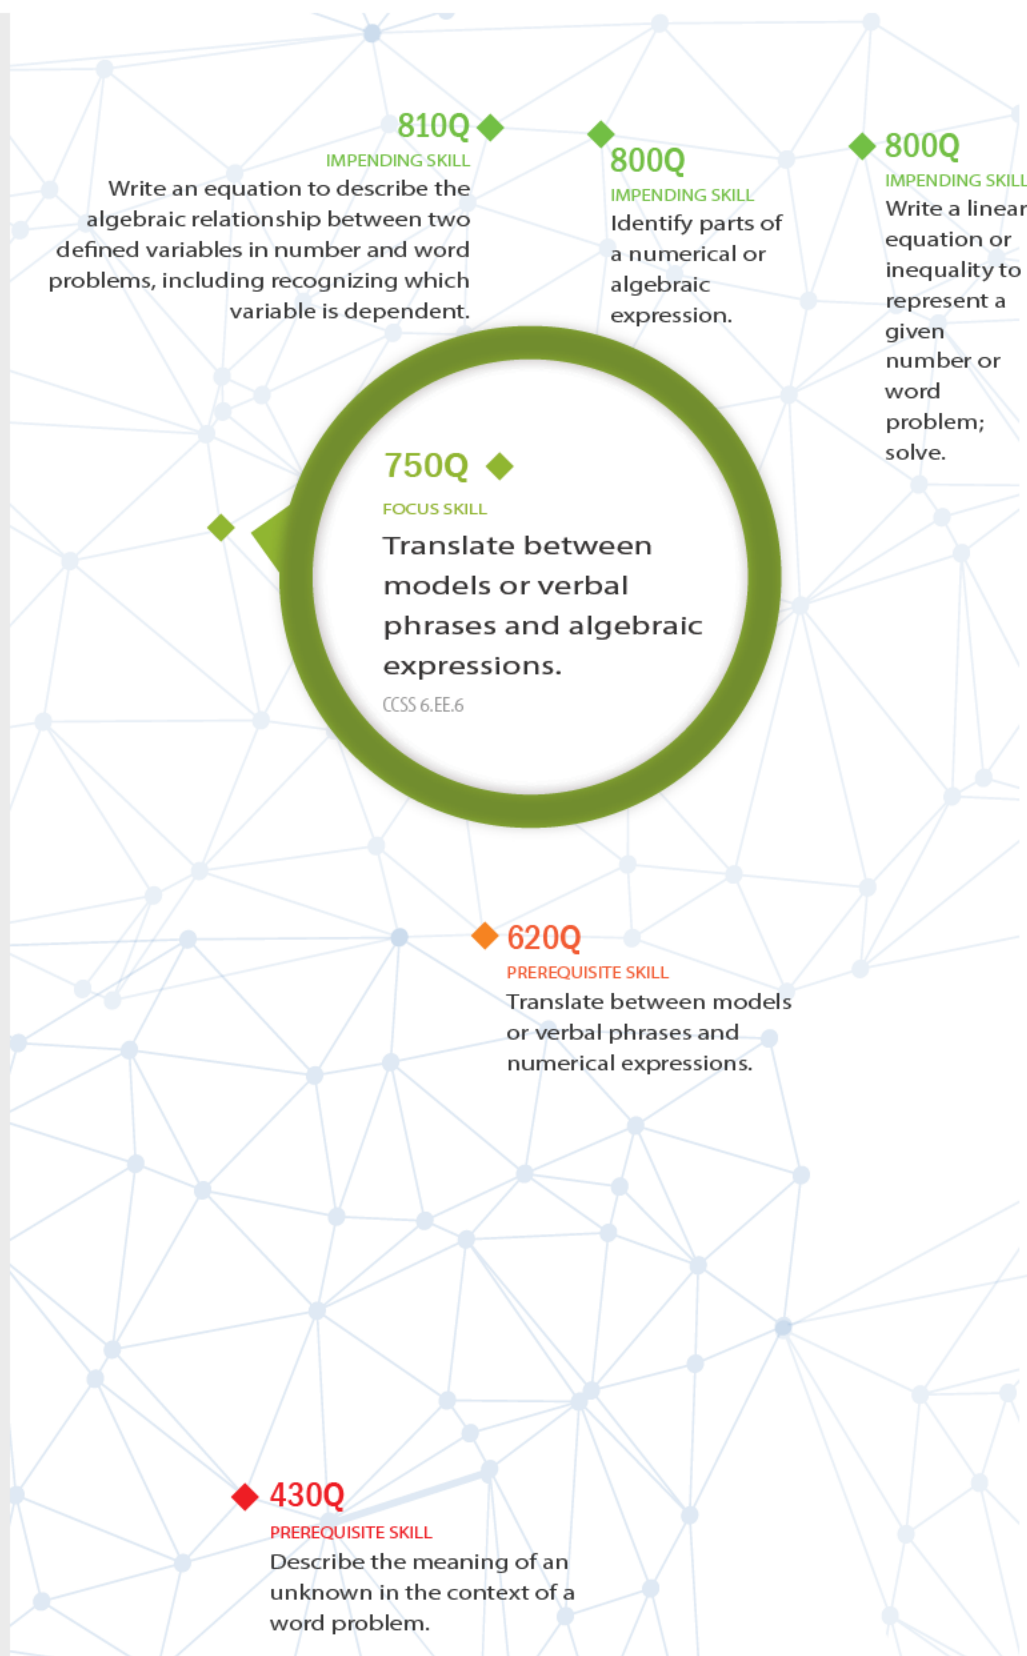 810Q
IMPENDING SKILL
Write an equation to describe the
algebraic relationship between two
defined variables in number and word
problems, including recognizing which
variable is dependent.
800Q
IMPENDING SKILL
Identify parts of
a numerical or
algebraic
expression.
800Q
IMPENDING SKILL
Write a linear
equation or
inequality to
represent a
given
number or
word
problem;
solve.
750Q
FOCUS SKILL
Translate between
models or verbal
phrases and algebraic
expressions.
CCSS 6.EE.6
620Q
PREREQUISITE SKILL
Translate between models
or verbal phrases and
numerical expressions.
430Q
PREREQUISITE SKILL
Describe the meaning of an
unknown in the context of a
word problem.